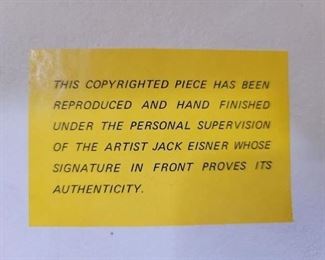 THIS COPYRIGHTED PIECE HAS BEEN
REPRODUCED AND HAND FINISHED
UNDER THE PERSONAL SUPERVISION
OF THE ARTIST JACK EISNER WHOSE
SIGNATURE IN FRONT PROVES ITS
AUTHENTICITY.